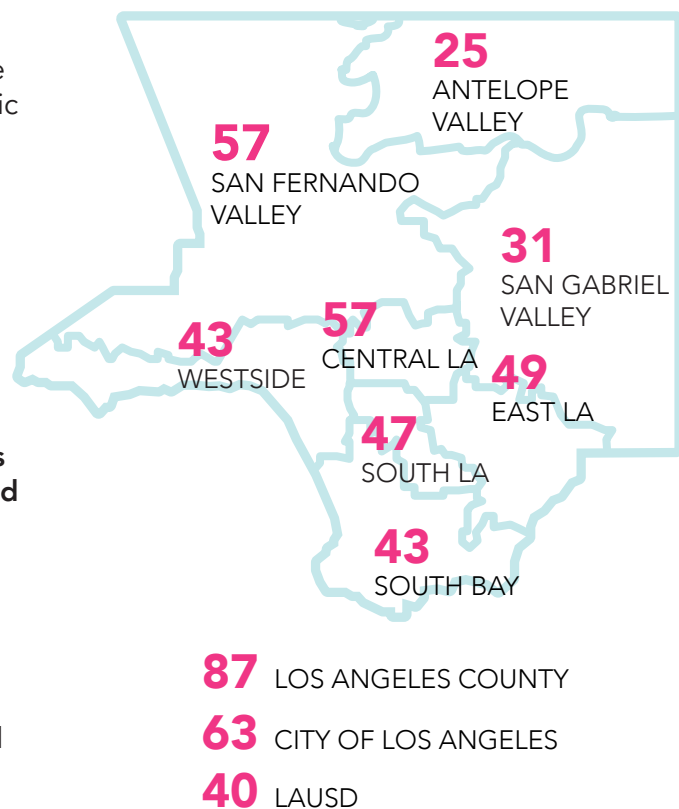 e
ic
s
d
l
25
ANTELOPE
VALLEY
57
SAN FERNANDO
VALLEY
31
SAN GABRIEL
VALLEY
43
WESTSIDE
57
CENTRAL LA
49
EAST LA
47
SOUTH LA
43
SOUTH BAY
87 LOS ANGELES COUNTY
63 CITY OF LOS ANGELES
40 LAUSD